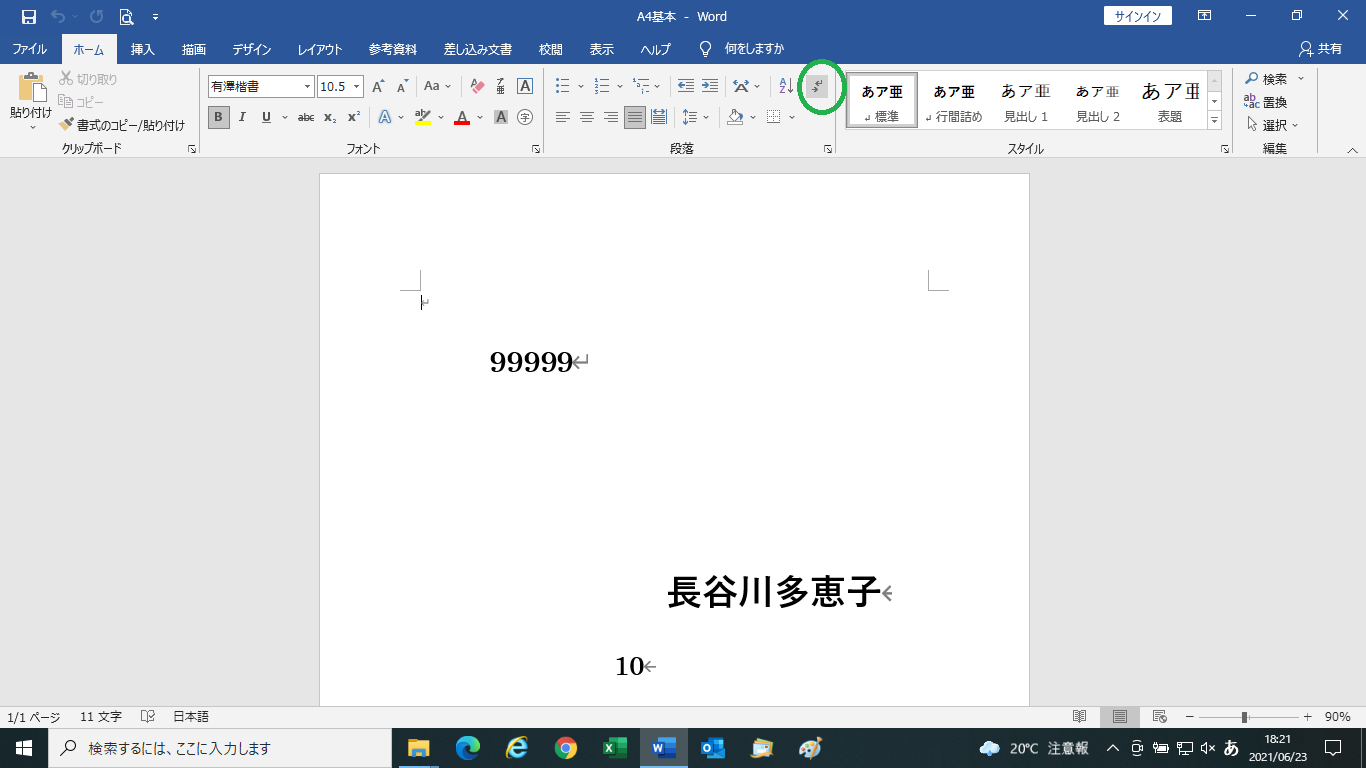 A4基本 - Word
サインイン
ファイル ホーム 挿入 描画 デザイン レイアウト 参考資料 差し込み文書 校閲 表示 ヘルプ 何をしますか 共有
貼り付け
切り取り
コピー
書式のコピー/貼り付け
クリップボード
有澤楷書 10.5 A A Aa A
B I U abc x₂ x² A ab A A 字
フォント
段落
あア亜 標準
あア亜 行間詰め
あア亜 見出し 1
あア亜 見出し 2
あア亜 表題
スタイル
検索
置換
選択
編集
99999
長谷川多恵子
10
1/1 ページ 11 文字 日本語 90%
検索するには、ここに入力します
20℃ 注意報 あ
18:21
2021/06/23